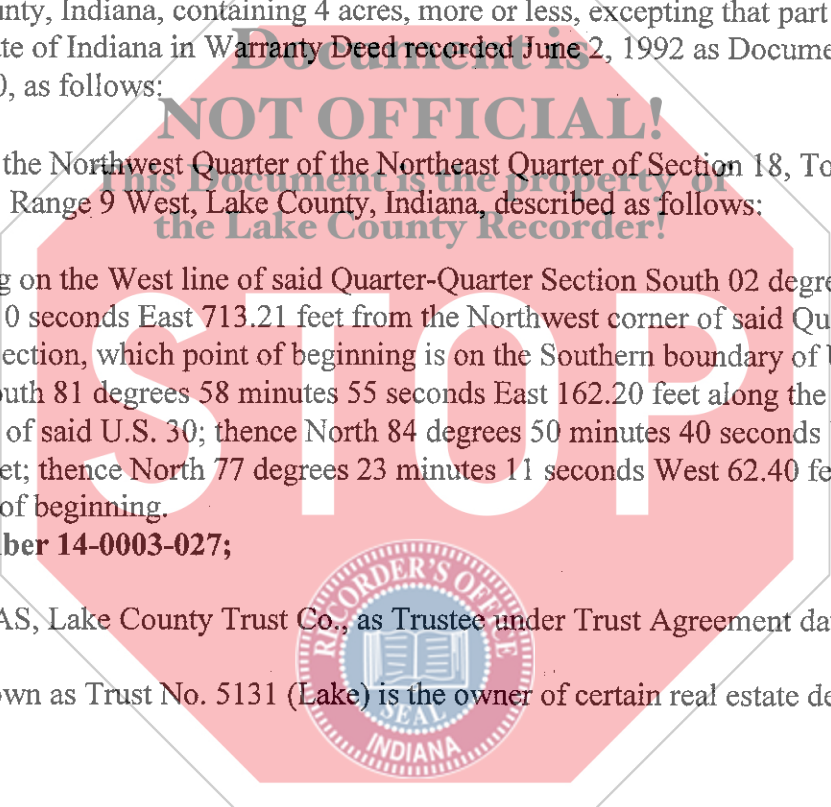 unty, Indiana, containing 4 acres, more or less, excepting that part
te of Indiana in Warranty Deed recorded June 2, 1992 as Docume
Document is
0, as follows:
NOT OFFICIAL!
the Northwest Quarter of the Northeast Quarter of Section 18, To
This Document is the property of
Range 9 West, Lake County, Indiana, described as follows:
the Lake County Recorder!
g on the West line of said Quarter-Quarter Section South 02 degre
0 seconds East 713.21 feet from the Northwest corner of said Qu
ection, which point of beginning is on the Southern boundary of U
outh 81 degrees 58 minutes 55 seconds East 162.20 feet along the
STOP
of said U.S. 30; thence North 84 degrees 50 minutes 40 seconds
et; thence North 77 degrees 23 minutes 11 seconds West 62.40 fe
of beginning.
ber 14-0003-027;
RECORDER'S OFFICE
AS, Lake County Trust Co., as Trustee under Trust Agreement da
own as Trust No. 5131 (Lake) is the owner of certain real estate de
SEAL
INDIANA